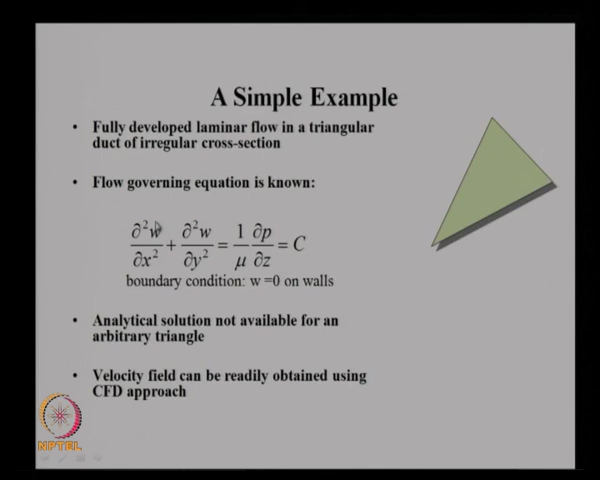 A Simple Example
• Fully developed laminar flow in a triangular
duct of irregular cross-section
• Flow governing equation is known:
∂²w/∂x² + ∂²w/∂y² = 1/μ ∂p/∂z = C
boundary condition: w =0 on walls
• Analytical solution not available for an
arbitrary triangle
• Velocity field can be readily obtained using
CFD approach
NPTEL